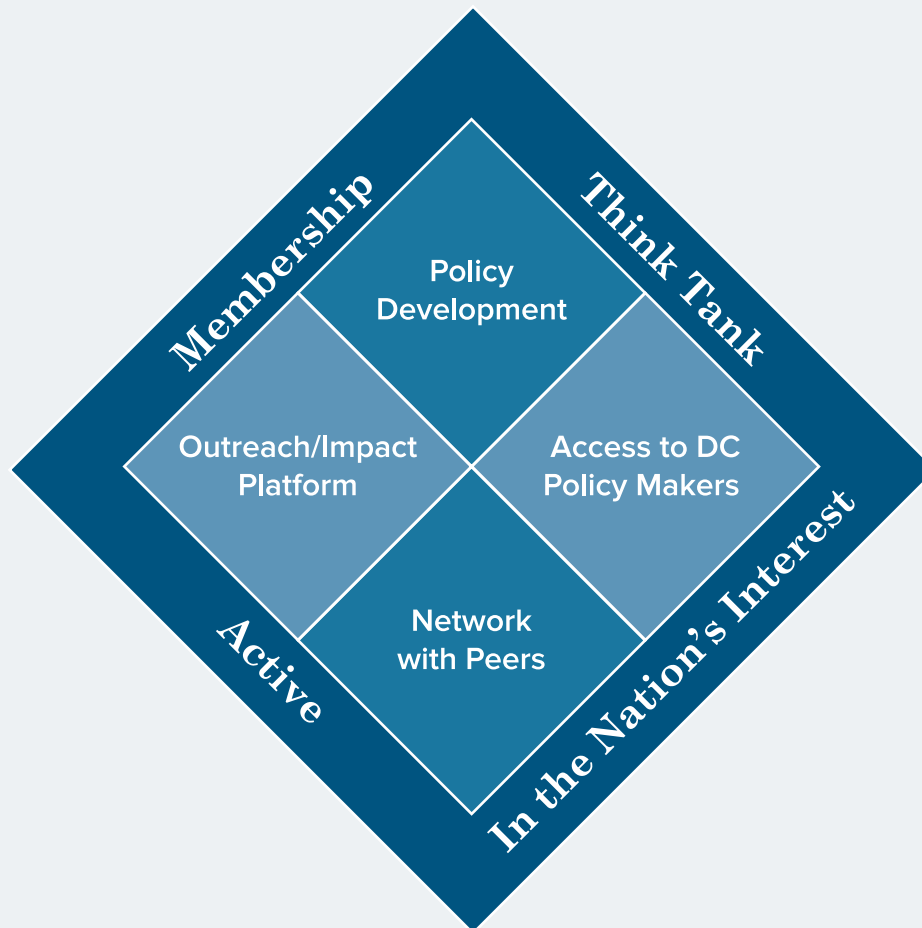 Membership
Think Tank
Policy
Development
Outreach/Impact
Platform
Access to DC
Policy Makers
Network
with Peers
Active
In the Nation’s Interest